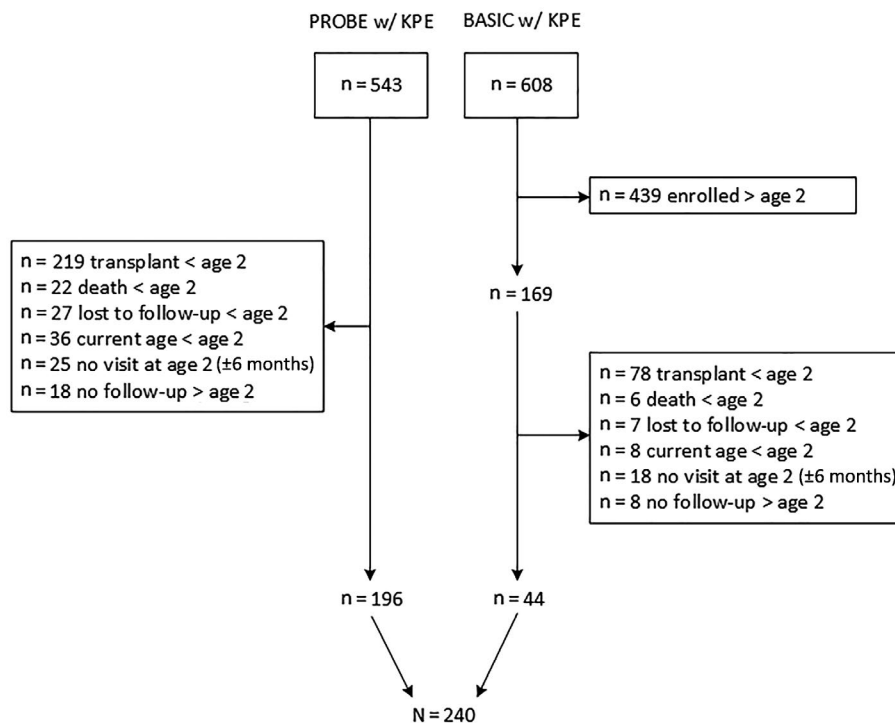 PROBE w/ KPE
BASIC w/ KPE
n = 543
n = 608
n = 439 enrolled > age 2
n = 219 transplant < age 2
n = 22 death < age 2
n = 27 lost to follow-up < age 2
n = 36 current age < age 2
n = 25 no visit at age 2 (±6 months)
n = 18 no follow-up > age 2
n = 169
n = 78 transplant < age 2
n = 6 death < age 2
n = 7 lost to follow-up < age 2
n = 8 current age < age 2
n = 18 no visit at age 2 (±6 months)
n = 8 no follow-up > age 2
n = 196
n = 44
N = 240